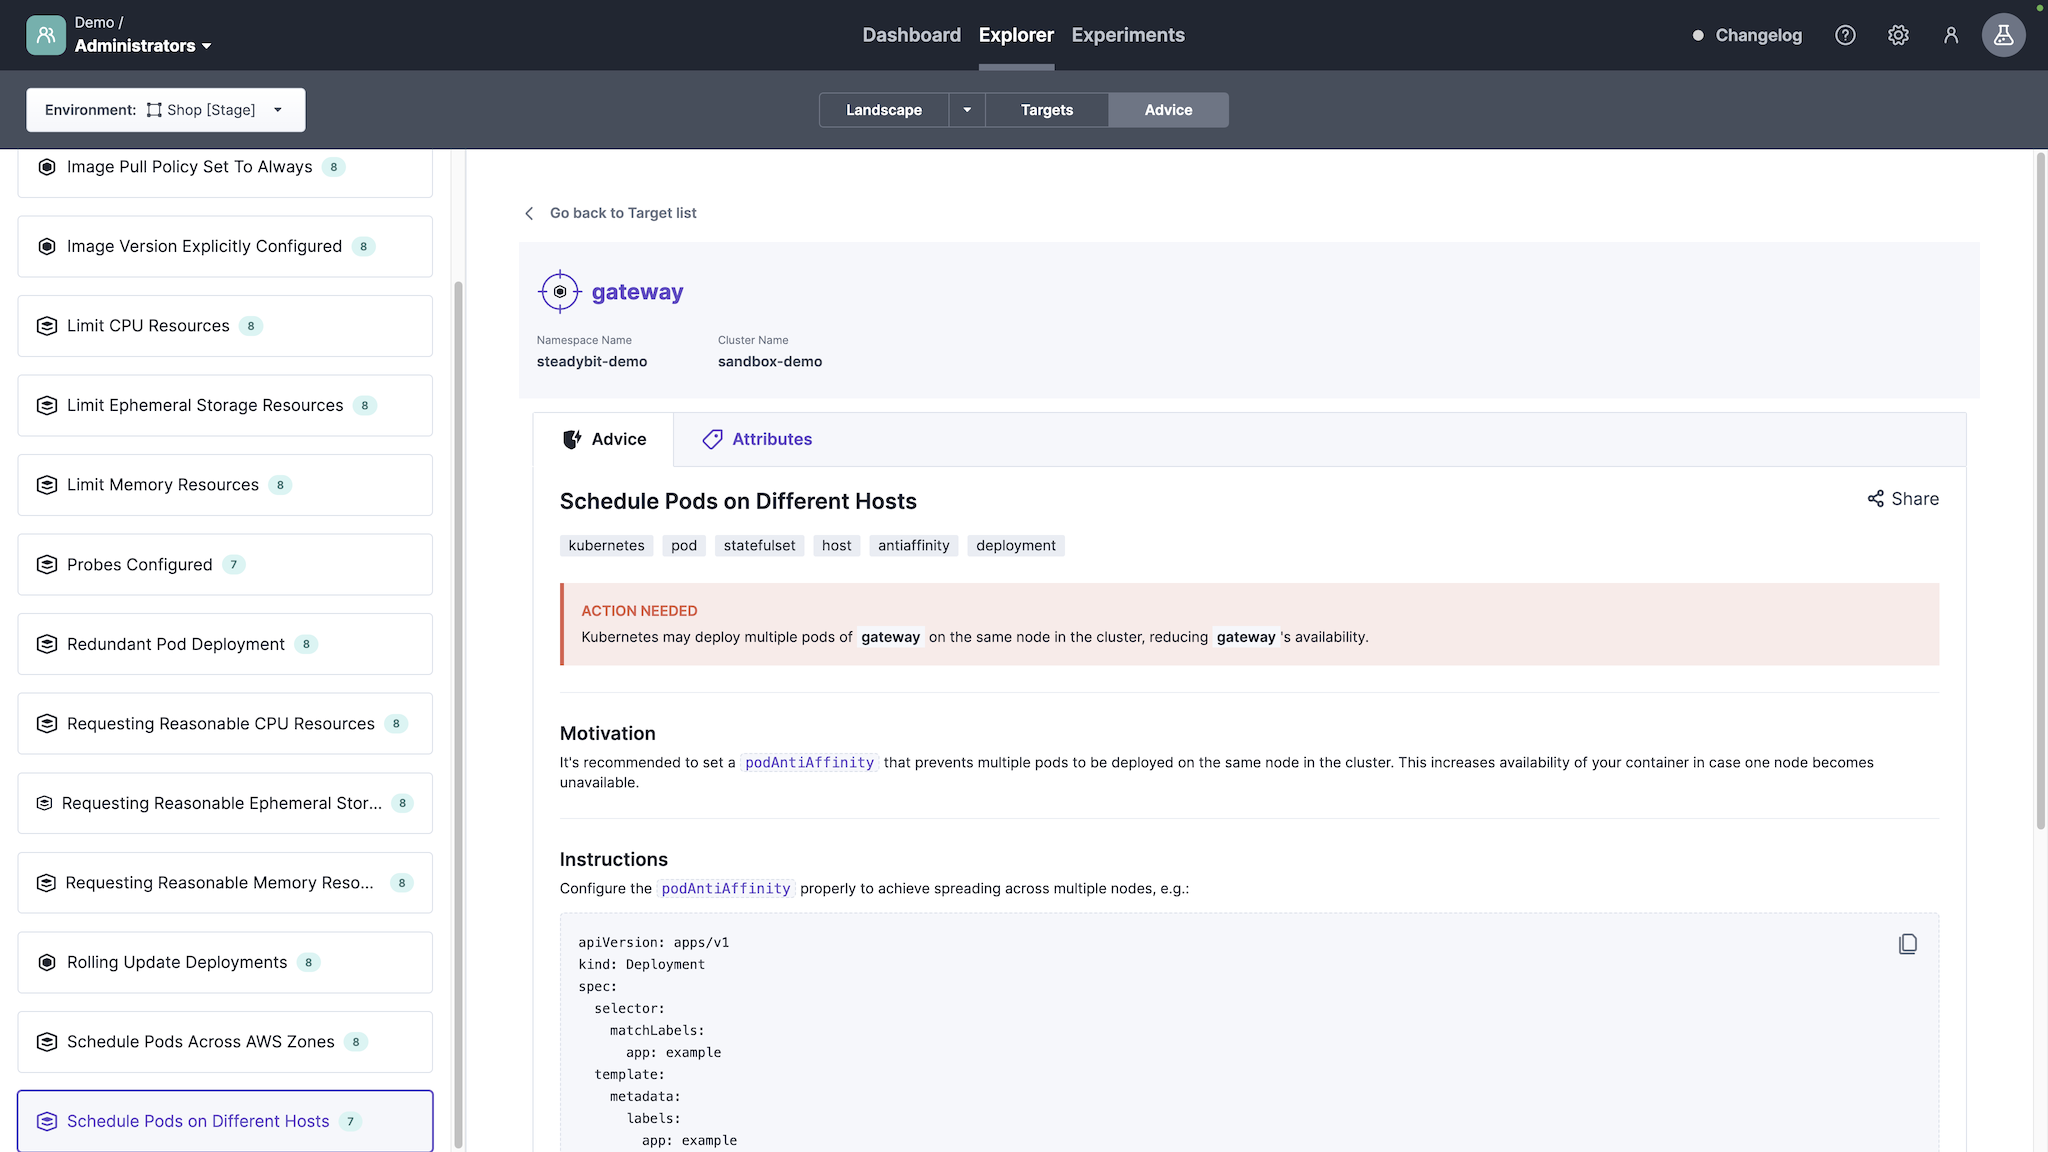 Demo /
Administrators
Dashboard
Explorer
Experiments
Changelog
Environment: Shop [Stage]
Landscape
Targets
Advice
Image Pull Policy Set To Always 8
Image Version Explicitly Configured 8
Limit CPU Resources 8
Limit Ephemeral Storage Resources 8
Limit Memory Resources 8
Probes Configured 7
Redundant Pod Deployment 8
Requesting Reasonable CPU Resources 8
Requesting Reasonable Ephemeral Stor... 8
Requesting Reasonable Memory Reso... 8
Rolling Update Deployments 8
Schedule Pods Across AWS Zones 8
Schedule Pods on Different Hosts 7
Go back to Target list
gateway
Namespace Name
steadybit-demo
Cluster Name
sandbox-demo
Advice
Attributes
Schedule Pods on Different Hosts
Share
kubernetes pod statefulset host antiaffinity deployment
ACTION NEEDED
Kubernetes may deploy multiple pods of gateway on the same node in the cluster, reducing gateway 's availability.
Motivation
It's recommended to set a podAntiAffinity that prevents multiple pods to be deployed on the same node in the cluster. This increases availability of your container in case one node becomes
unavailable.
Instructions
Configure the podAntiAffinity properly to achieve spreading across multiple nodes, e.g.:
apiVersion: apps/v1
kind: Deployment
spec:
  selector:
    matchLabels:
      app: example
  template:
    metadata:
      labels:
        app: example